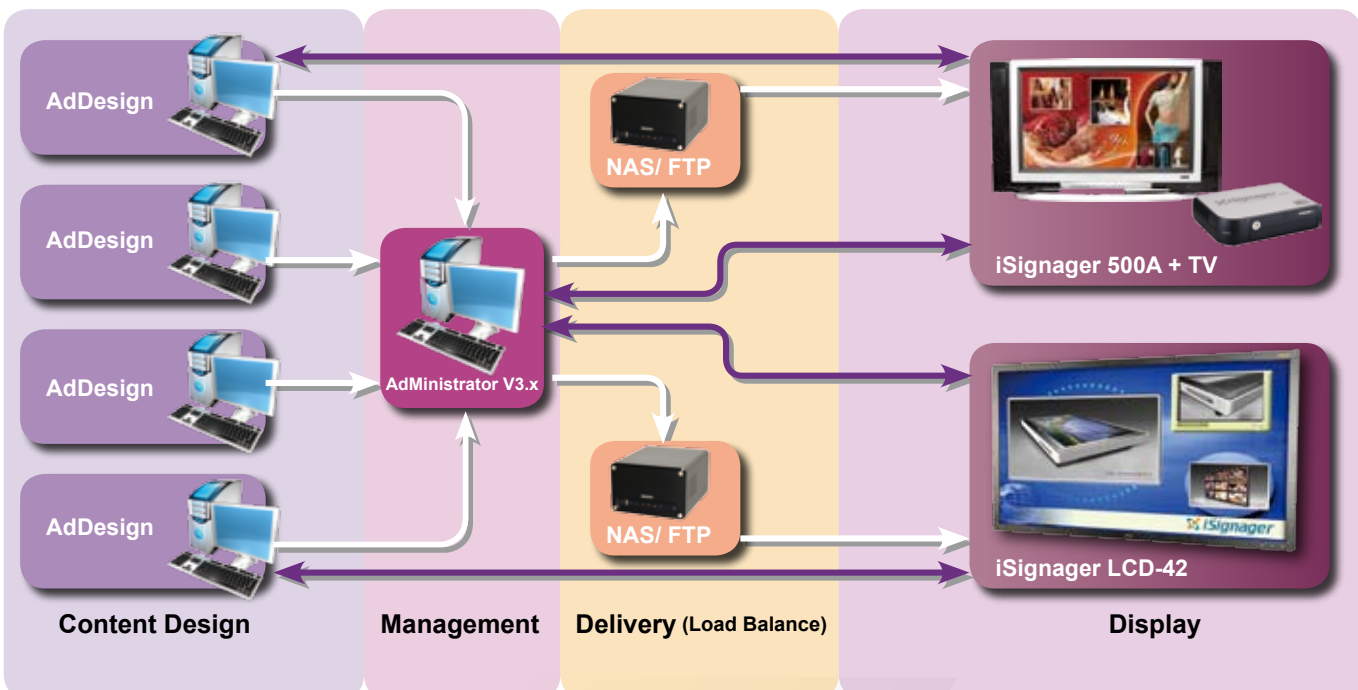 AdDesign
AdDesign
AdDesign
AdDesign
AdMinistrator V3.x
NAS/ FTP
NAS/ FTP
iSignager 500A + TV
iSignager
iSignager LCD-42
Content Design
Management
Delivery (Load Balance)
Display